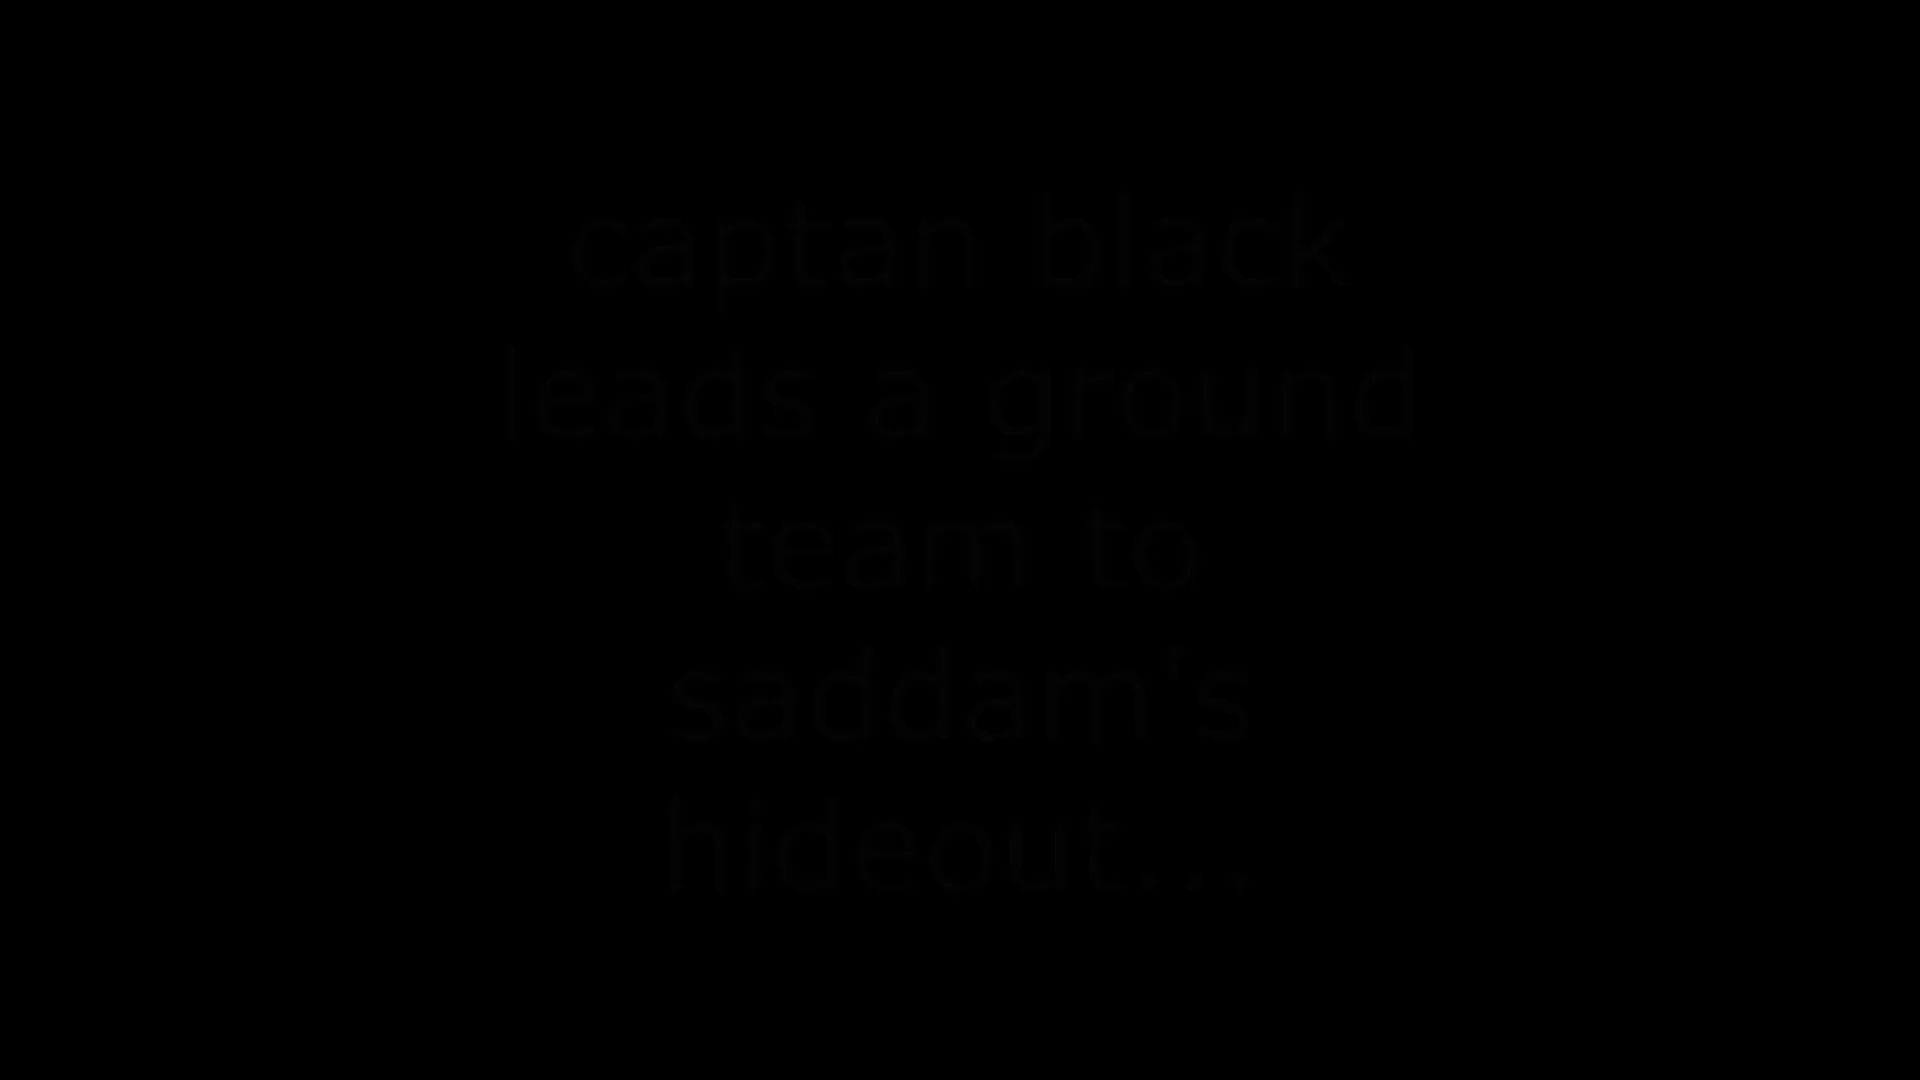 captan black
leads a ground
team to
saddam's
hideout...